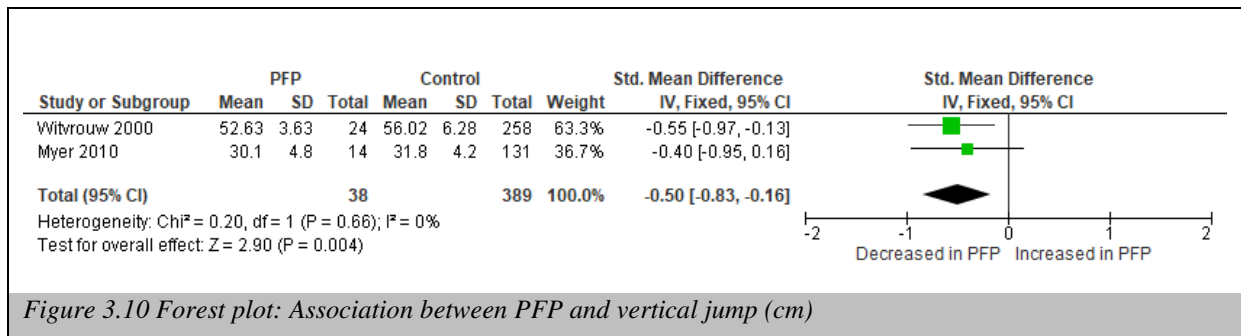 PFP Control Std. Mean Difference Std. Mean Difference
Study or Subgroup Mean SD Total Mean SD Total Weight IV, Fixed, 95% CI IV, Fixed, 95% CI
Witvrouw 2000 52.63 3.63 24 56.02 6.28 258 63.3% -0.55 [-0.97, -0.13]
Myer 2010 30.1 4.8 14 31.8 4.2 131 36.7% -0.40 [-0.95, 0.16]
Total (95% CI) 38 389 100.0% -0.50 [-0.83, -0.16]
Heterogeneity: Chi² = 0.20, df = 1 (P = 0.66); I² = 0%
Test for overall effect: Z = 2.90 (P = 0.004)
-2 -1 0 1 2
Decreased in PFP Increased in PFP
Figure 3.10 Forest plot: Association between PFP and vertical jump (cm)